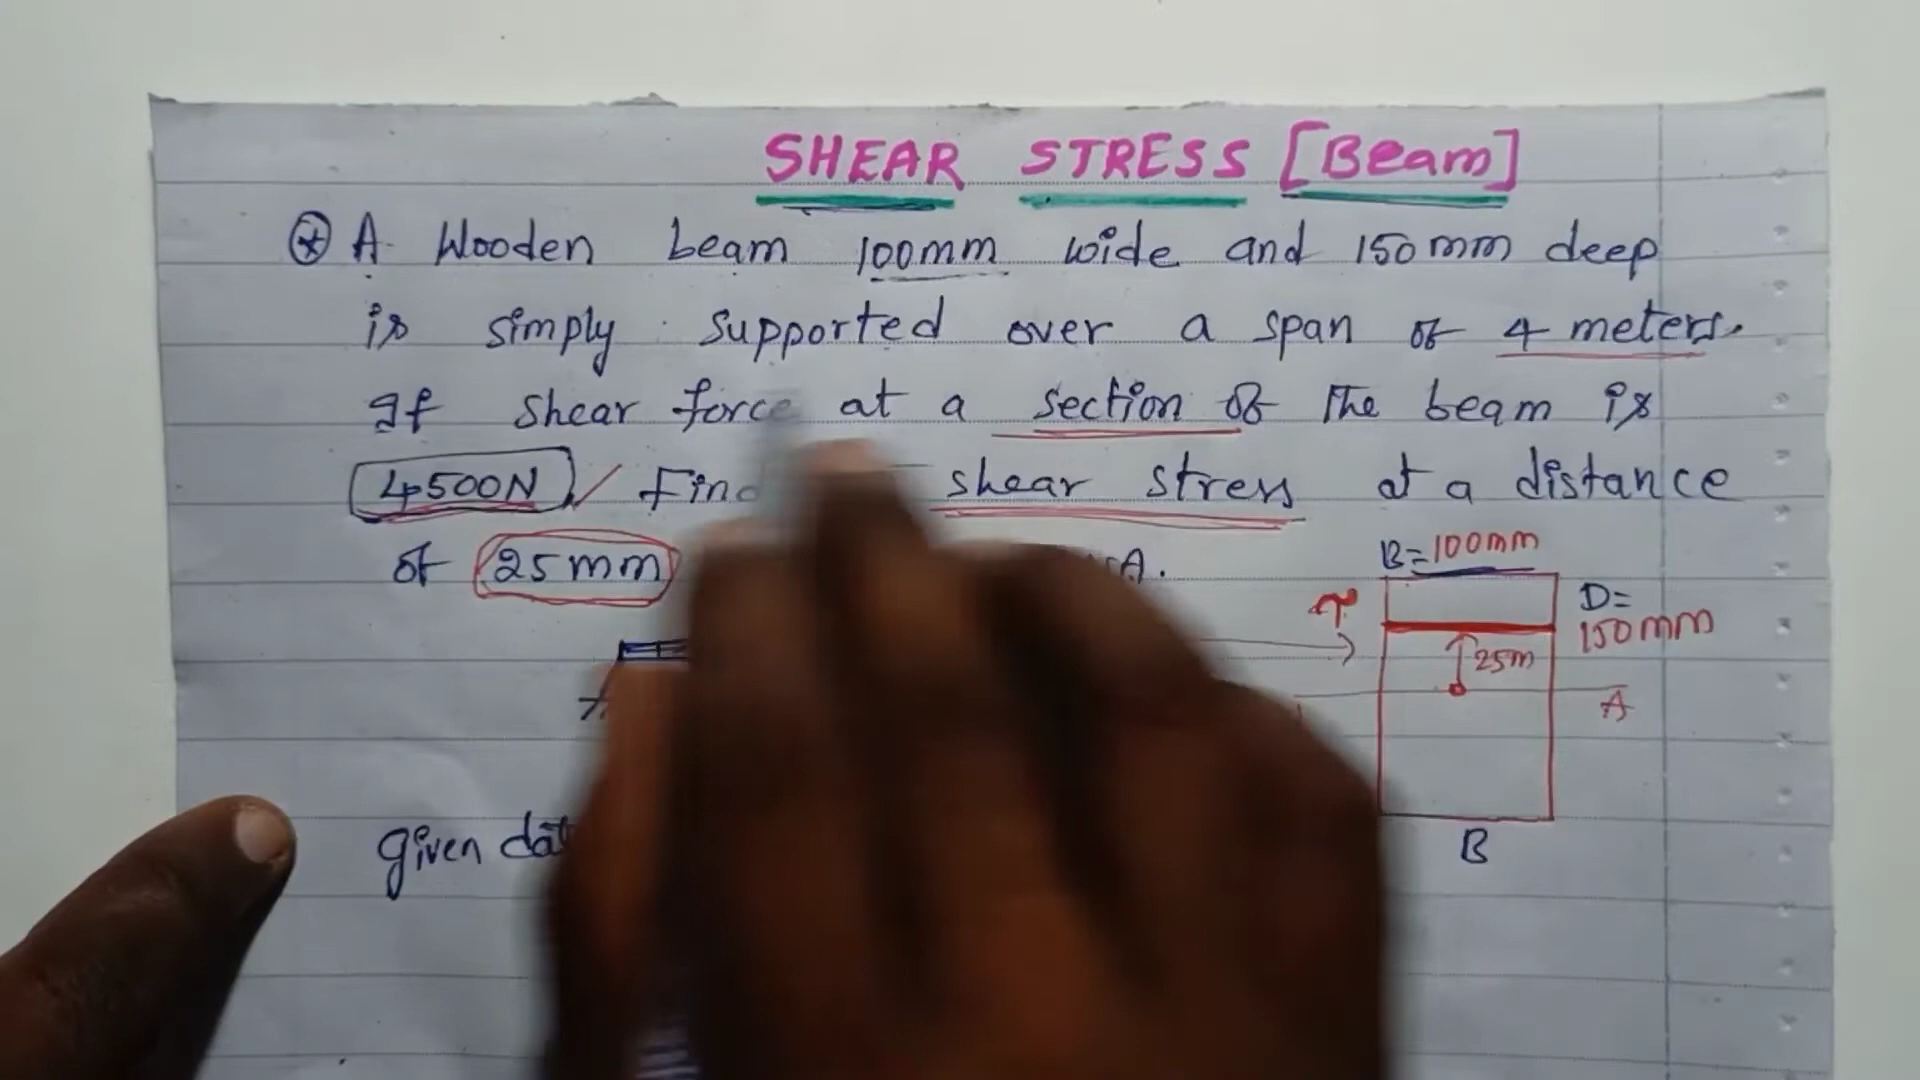 SHEAR STRESS [Beam]
A Wooden beam 100mm wide and 150mm deep
is simply supported over a span of 4 meters.
If shear force at a section of the beam is
4500N Find shear stress at a distance
of 25mm
B=100mm
D=
150mm
τ
25m
A
B
given dat